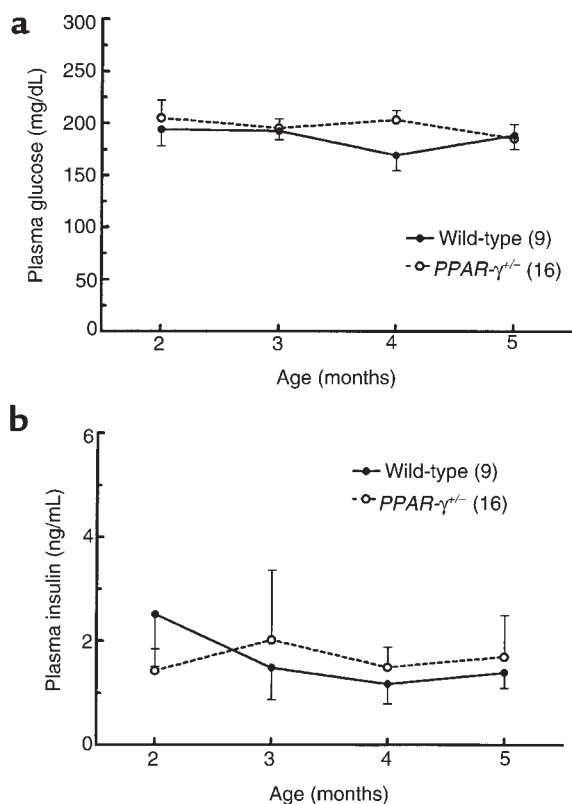 a
300
250
200
150
100
75
50
0
Plasma glucose (mg/dL)
Wild-type (9)
PPAR-γ+/− (16)
2 3 4 5
Age (months)
b
6
4
2
0
Plasma insulin (ng/mL)
Wild-type (9)
PPAR-γ+/− (16)
2 3 4 5
Age (months)